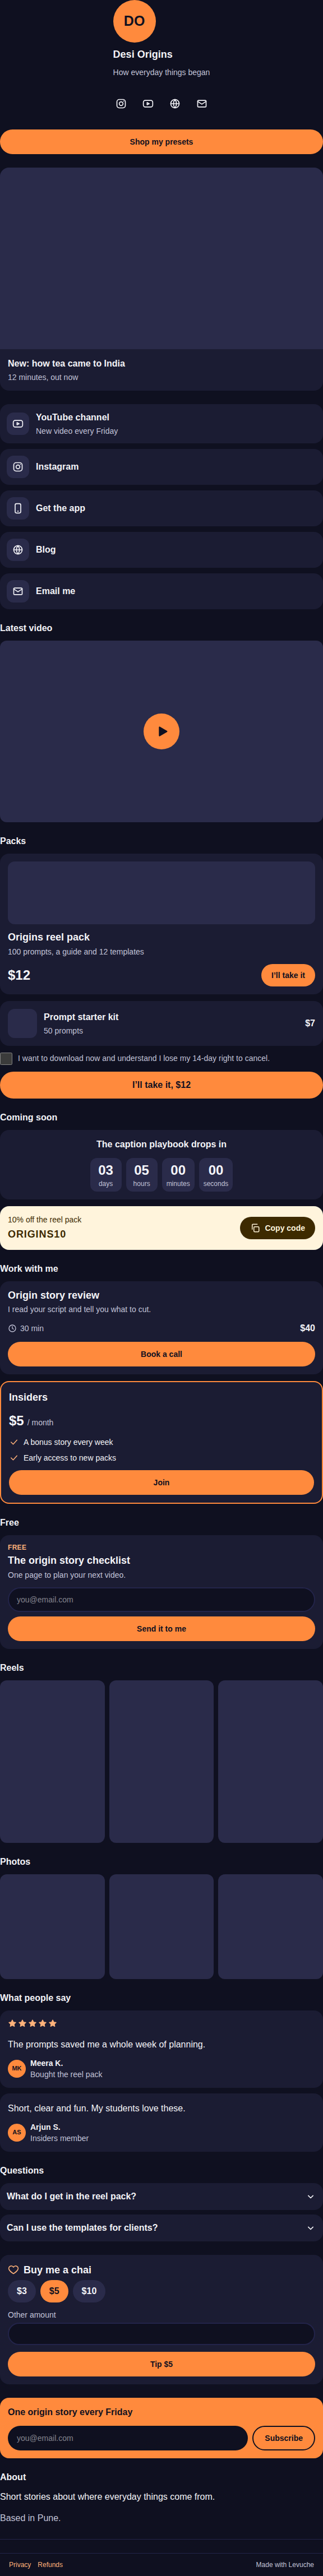 DO
Desi Origins
How everyday things began
Shop my presets
New: how tea came to India
12 minutes, out now
YouTube channel
New video every Friday
Instagram
Get the app
Blog
Email me
Latest video
Packs
Origins reel pack
100 prompts, a guide and 12 templates
$12
I'll take it
Prompt starter kit
50 prompts
$7
I want to download now and understand I lose my 14-day right to cancel.
I'll take it, $12
Coming soon
The caption playbook drops in
03 05 00 00
days hours minutes seconds
10% off the reel pack
ORIGINS10
Copy code
Work with me
Origin story review
I read your script and tell you what to cut.
30 min
$40
Book a call
Insiders
$5 / month
A bonus story every week
Early access to new packs
Join
Free
FREE
The origin story checklist
One page to plan your next video.
you@email.com
Send it to me
Reels
Photos
What people say
The prompts saved me a whole week of planning.
MK
Meera K.
Bought the reel pack
Short, clear and fun. My students love these.
AS
Arjun S.
Insiders member
Questions
What do I get in the reel pack?
Can I use the templates for clients?
Buy me a chai
$3 $5 $10
Other amount
Tip $5
One origin story every Friday
you@email.com
Subscribe
About
Short stories about where everyday things come from.
Based in Pune.
Privacy Refunds
Made with Levuche